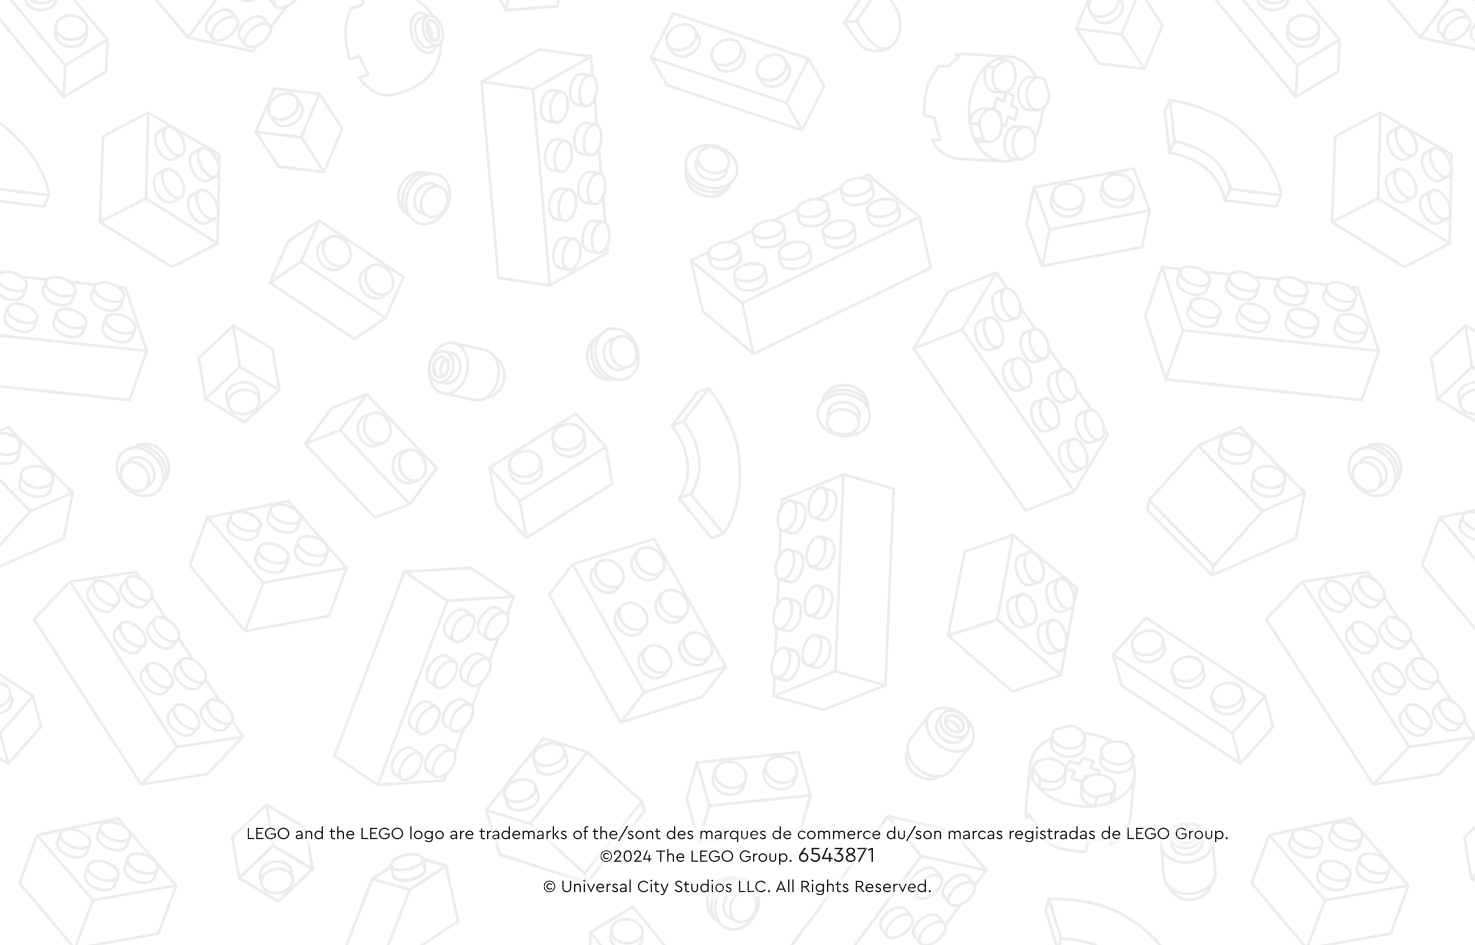 LEGO and the LEGO logo are trademarks of the/sont des marques de commerce du/son marcas registradas de LEGO Group.
©2024 The LEGO Group. 6543871
© Universal City Studios LLC. All Rights Reserved.